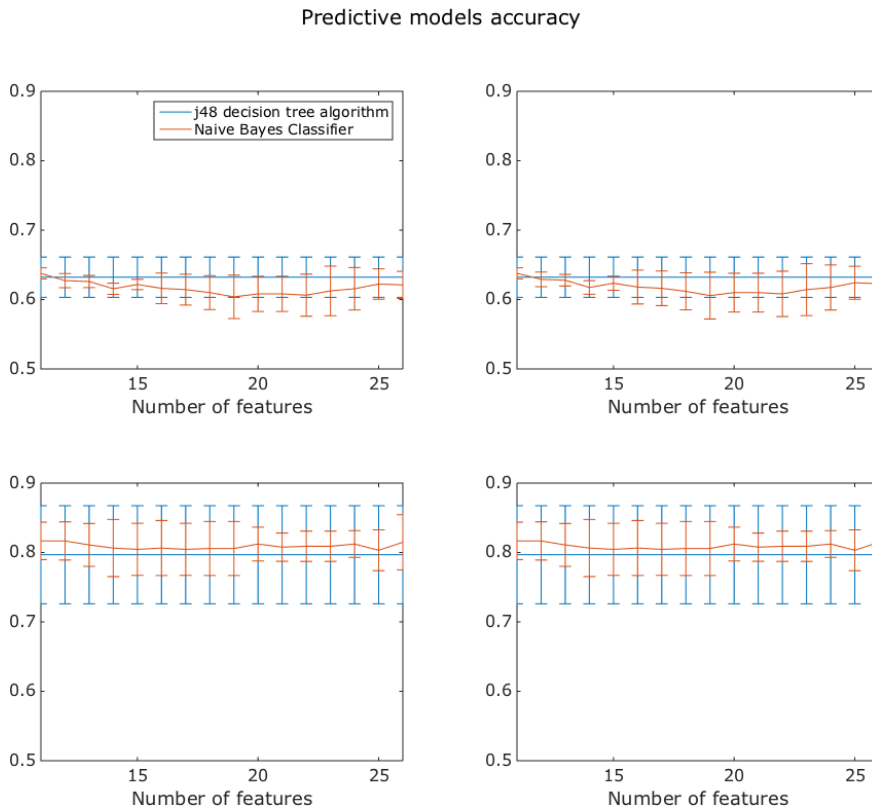 Predictive models accuracy
0.9
0.8
0.7
0.6
0.5
j48 decision tree algorithm
Naive Bayes Classifier
15 20 25
Number of features
0.9
0.8
0.7
0.6
0.5
15 20 25
Number of features
0.9
0.8
0.7
0.6
0.5
15 20 25
Number of features
0.9
0.8
0.7
0.6
0.5
15 20 25
Number of features